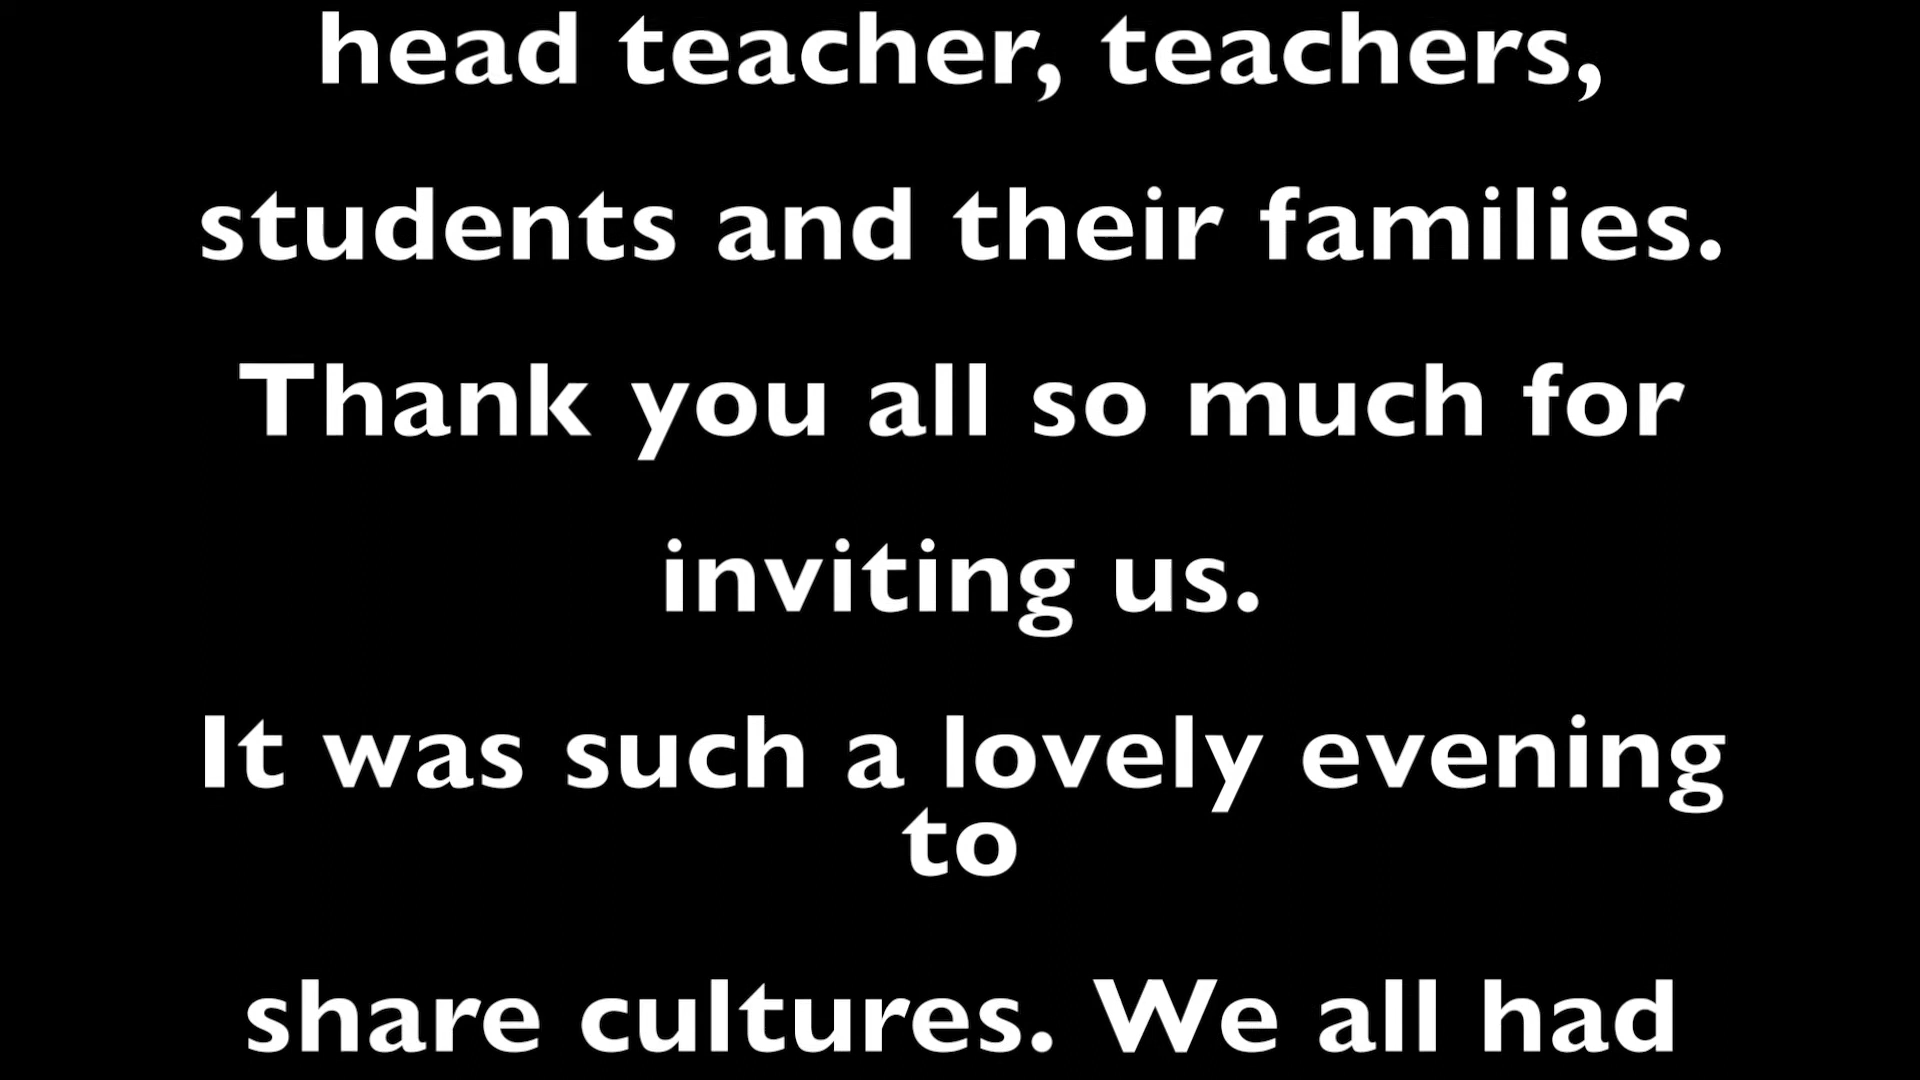 head teacher, teachers,
students and their families.
Thank you all so much for
inviting us.
It was such a lovely evening
to
share cultures. We all had